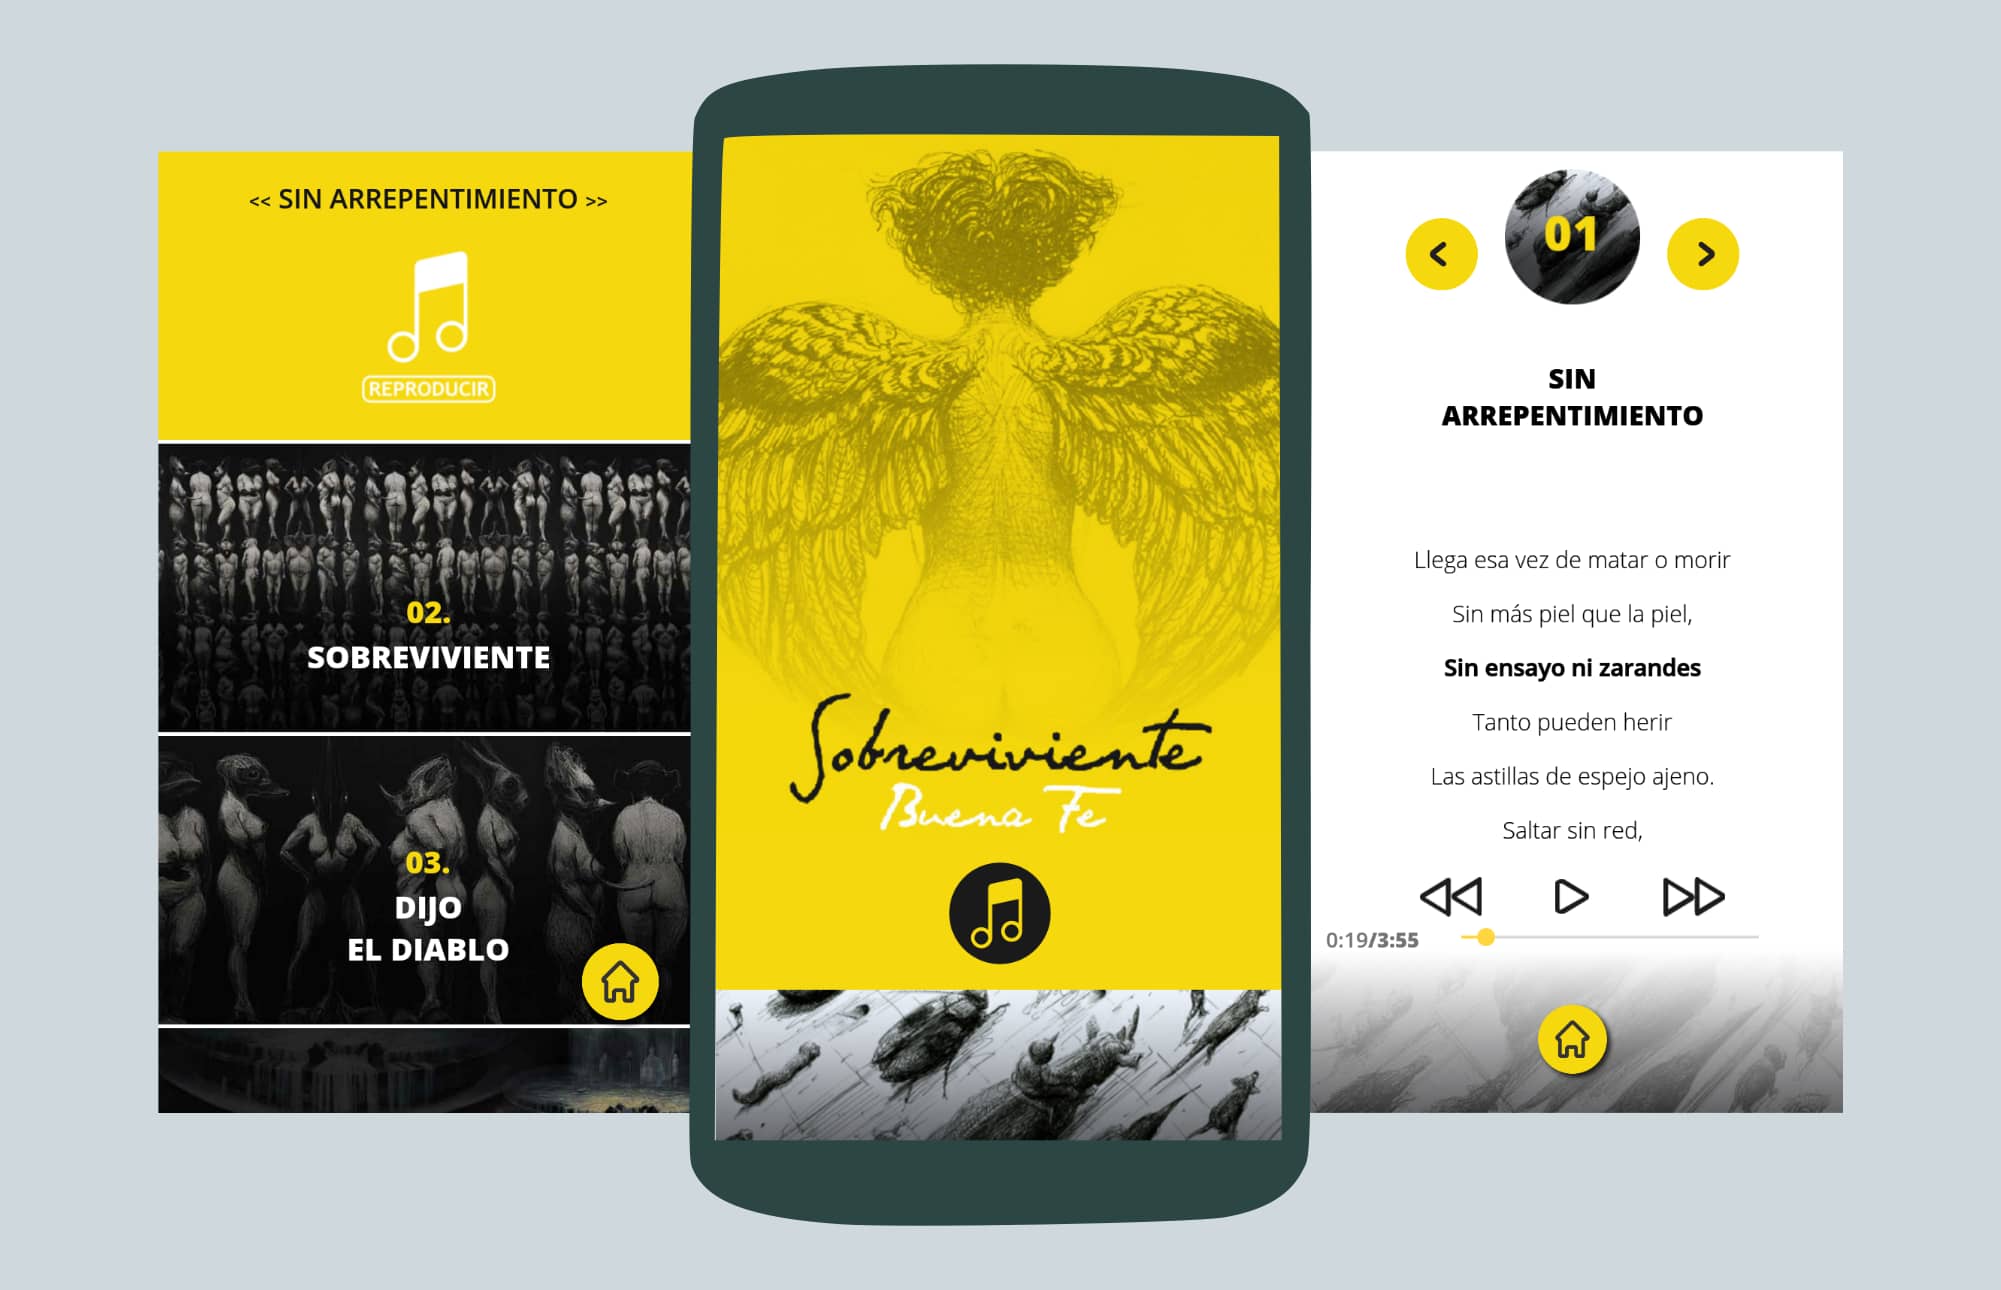 << SIN ARREPENTIMIENTO >>
REPRODUCIR
02.
SOBREVIVIENTE
03.
DIJO
EL DIABLO
Sobreviviente
Buena Fe
<
01
>
SIN
ARREPENTIMIENTO
Llega esa vez de matar o morir
Sin más piel que la piel,
Sin ensayo ni zarandes
Tanto pueden herir
Las astillas de espejo ajeno.
Saltar sin red,
0:19/3:55